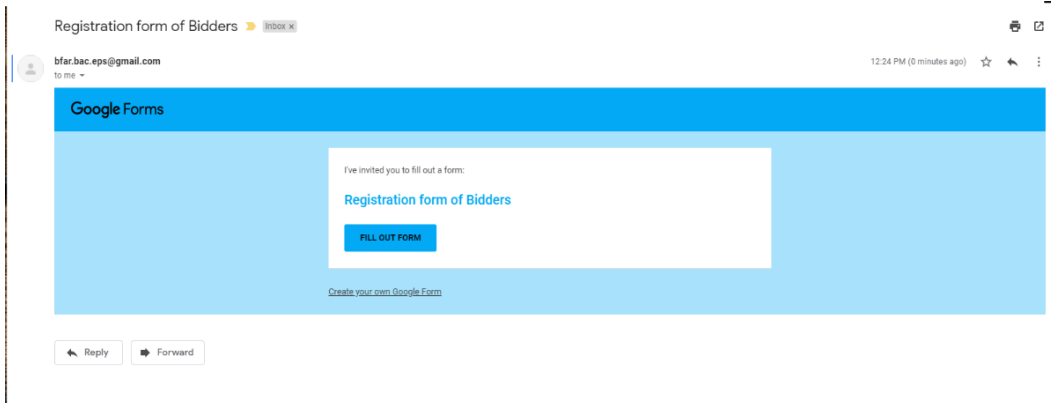 Registration form of Bidders Inbox x
bfar.bac.eps@gmail.com 12:24 PM (0 minutes ago)
to me
Google Forms
I've invited you to fill out a form:
Registration form of Bidders
FILL OUT FORM
Create your own Google Form
Reply Forward